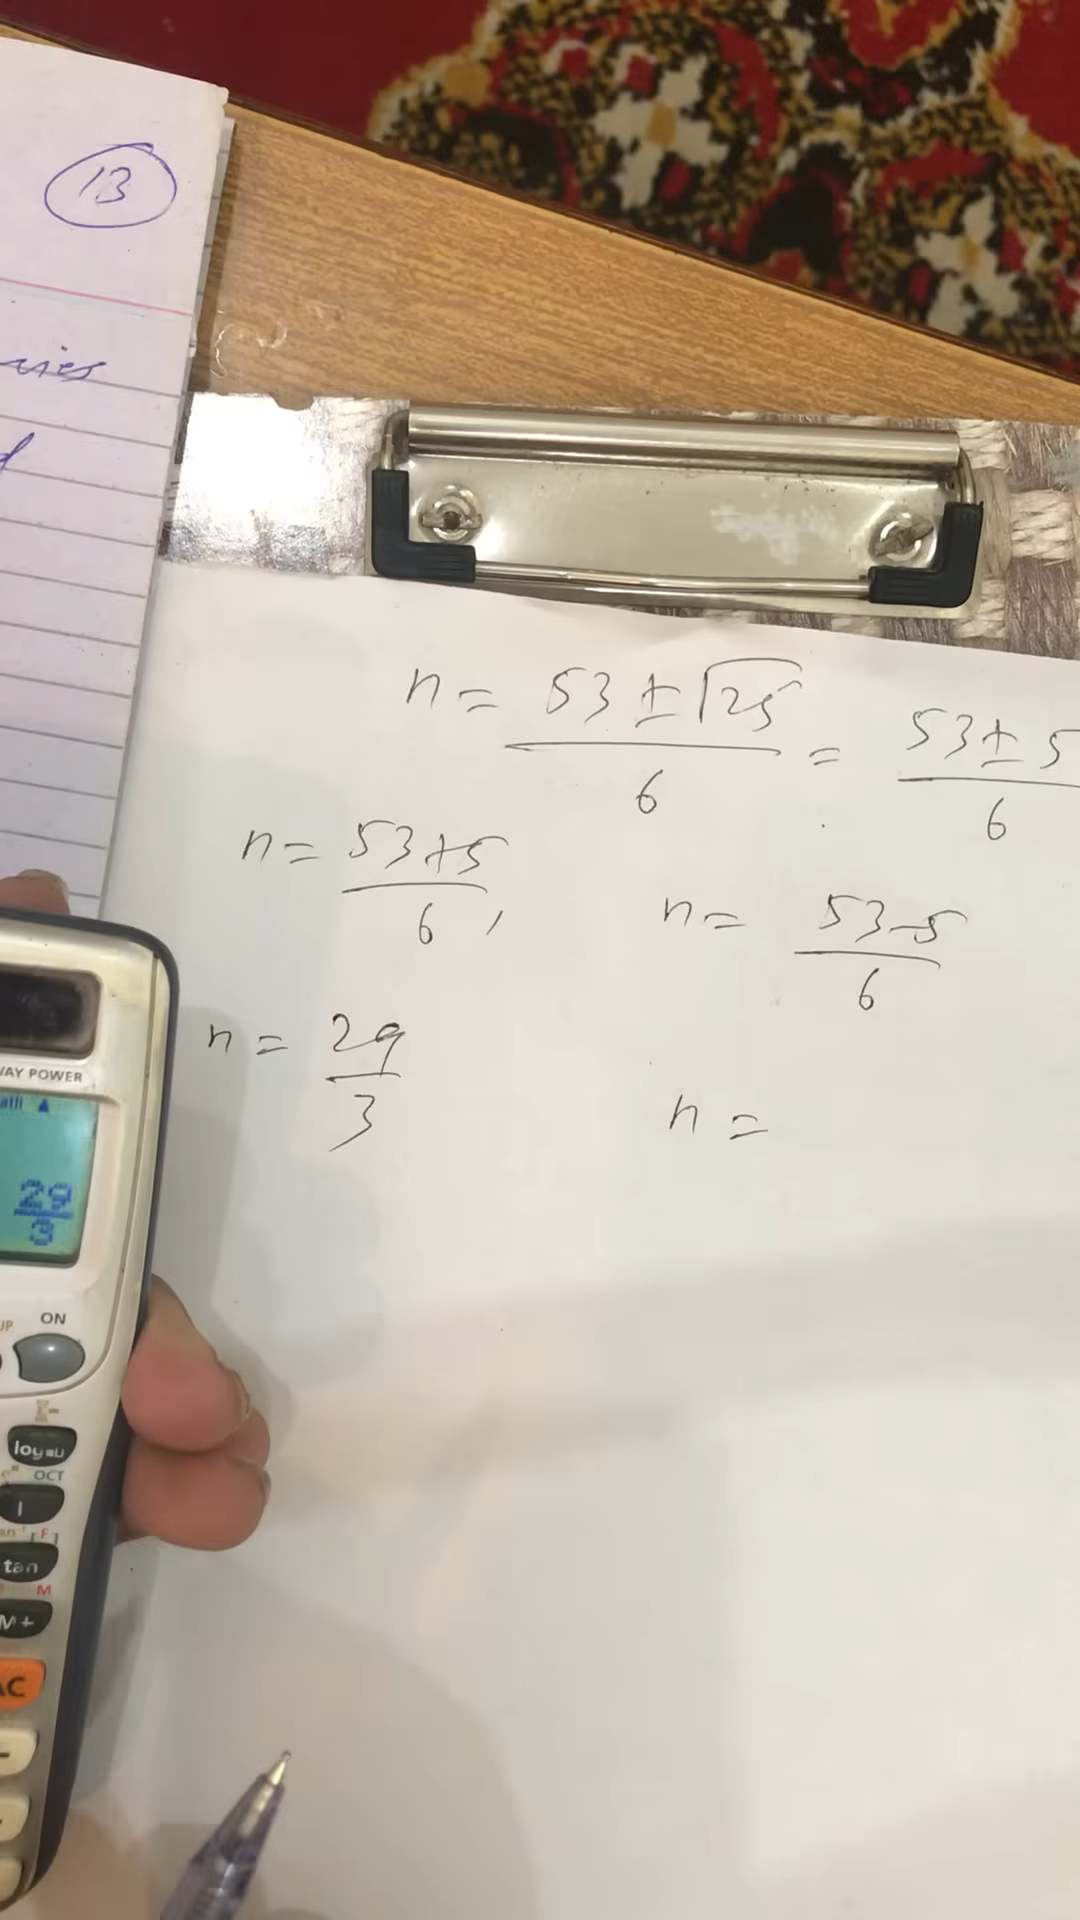 13
n = 53 ± √25 / 6 = 53 ± 5 / 6
n = 53+5 / 6 , n = 53-5 / 6
n = 29/3 n =
WAY POWER
29/3
ON
OCT
tan
M
M+
AC